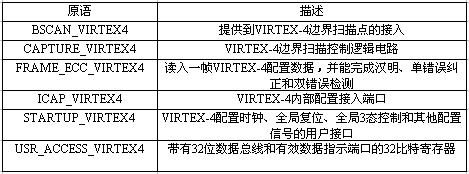 原语 描述
BSCAN_VIRTEX4 提供到VIRTEX-4边界扫描点的接入
CAPTURE_VIRTEX4 VIRTEX-4边界扫描控制逻辑电路
FRAME_ECC_VIRTEX4 读入一帧VIRTEX-4配置数据，并能完成汉明、单错误纠
正和双错误检测
ICAP_VIRTEX4 VIRTEX-4内部配置接入端口
STARTUP_VIRTEX4 VIRTEX-4配置时钟、全局复位、全局3态控制和其他配置
信号的用户接口
USR_ACCESS_VIRTEX4 带有32位数据总线和有效数据指示端口的32比特寄存器